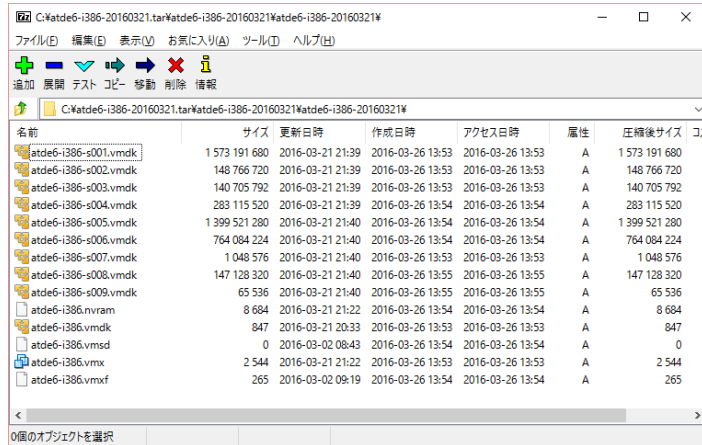 C:¥atde6-i386-20160321.tar¥atde6-i386-20160321¥atde6-i386-20160321¥
ファイル(F) 編集(E) 表示(V) お気に入り(A) ツール(T) ヘルプ(H)
追加 展開 テスト コピー 移動 削除 情報
C:¥atde6-i386-20160321.tar¥atde6-i386-20160321¥atde6-i386-20160321¥
名前 サイズ 更新日時 作成日時 アクセス日時 属性 圧縮後サイズ
atde6-i386-s001.vmdk 1 573 191 680 2016-03-21 21:39 2016-03-26 13:53 2016-03-26 13:53 A 1 573 191 680
atde6-i386-s002.vmdk 148 766 720 2016-03-21 21:39 2016-03-26 13:53 2016-03-26 13:53 A 148 766 720
atde6-i386-s003.vmdk 140 705 792 2016-03-21 21:39 2016-03-26 13:53 2016-03-26 13:53 A 140 705 792
atde6-i386-s004.vmdk 283 115 520 2016-03-21 21:39 2016-03-26 13:54 2016-03-26 13:54 A 283 115 520
atde6-i386-s005.vmdk 1 399 521 280 2016-03-21 21:40 2016-03-26 13:54 2016-03-26 13:54 A 1 399 521 280
atde6-i386-s006.vmdk 764 084 224 2016-03-21 21:40 2016-03-26 13:54 2016-03-26 13:54 A 764 084 224
atde6-i386-s007.vmdk 1 048 576 2016-03-21 21:40 2016-03-26 13:53 2016-03-26 13:53 A 1 048 576
atde6-i386-s008.vmdk 147 128 320 2016-03-21 21:40 2016-03-26 13:55 2016-03-26 13:55 A 147 128 320
atde6-i386-s009.vmdk 65 536 2016-03-21 21:40 2016-03-26 13:55 2016-03-26 13:55 A 65 536
atde6-i386.nvram 8 684 2016-03-21 21:22 2016-03-26 13:54 2016-03-26 13:54 A 8 684
atde6-i386.vmdk 847 2016-03-21 20:33 2016-03-26 13:53 2016-03-26 13:53 A 847
atde6-i386.vmsd 0 2016-03-02 08:43 2016-03-26 13:54 2016-03-26 13:54 A 0
atde6-i386.vmx 2 544 2016-03-21 21:22 2016-03-26 13:53 2016-03-26 13:53 A 2 544
atde6-i386.vmxf 265 2016-03-02 09:19 2016-03-26 13:54 2016-03-26 13:54 A 265
0個のオブジェクトを選択